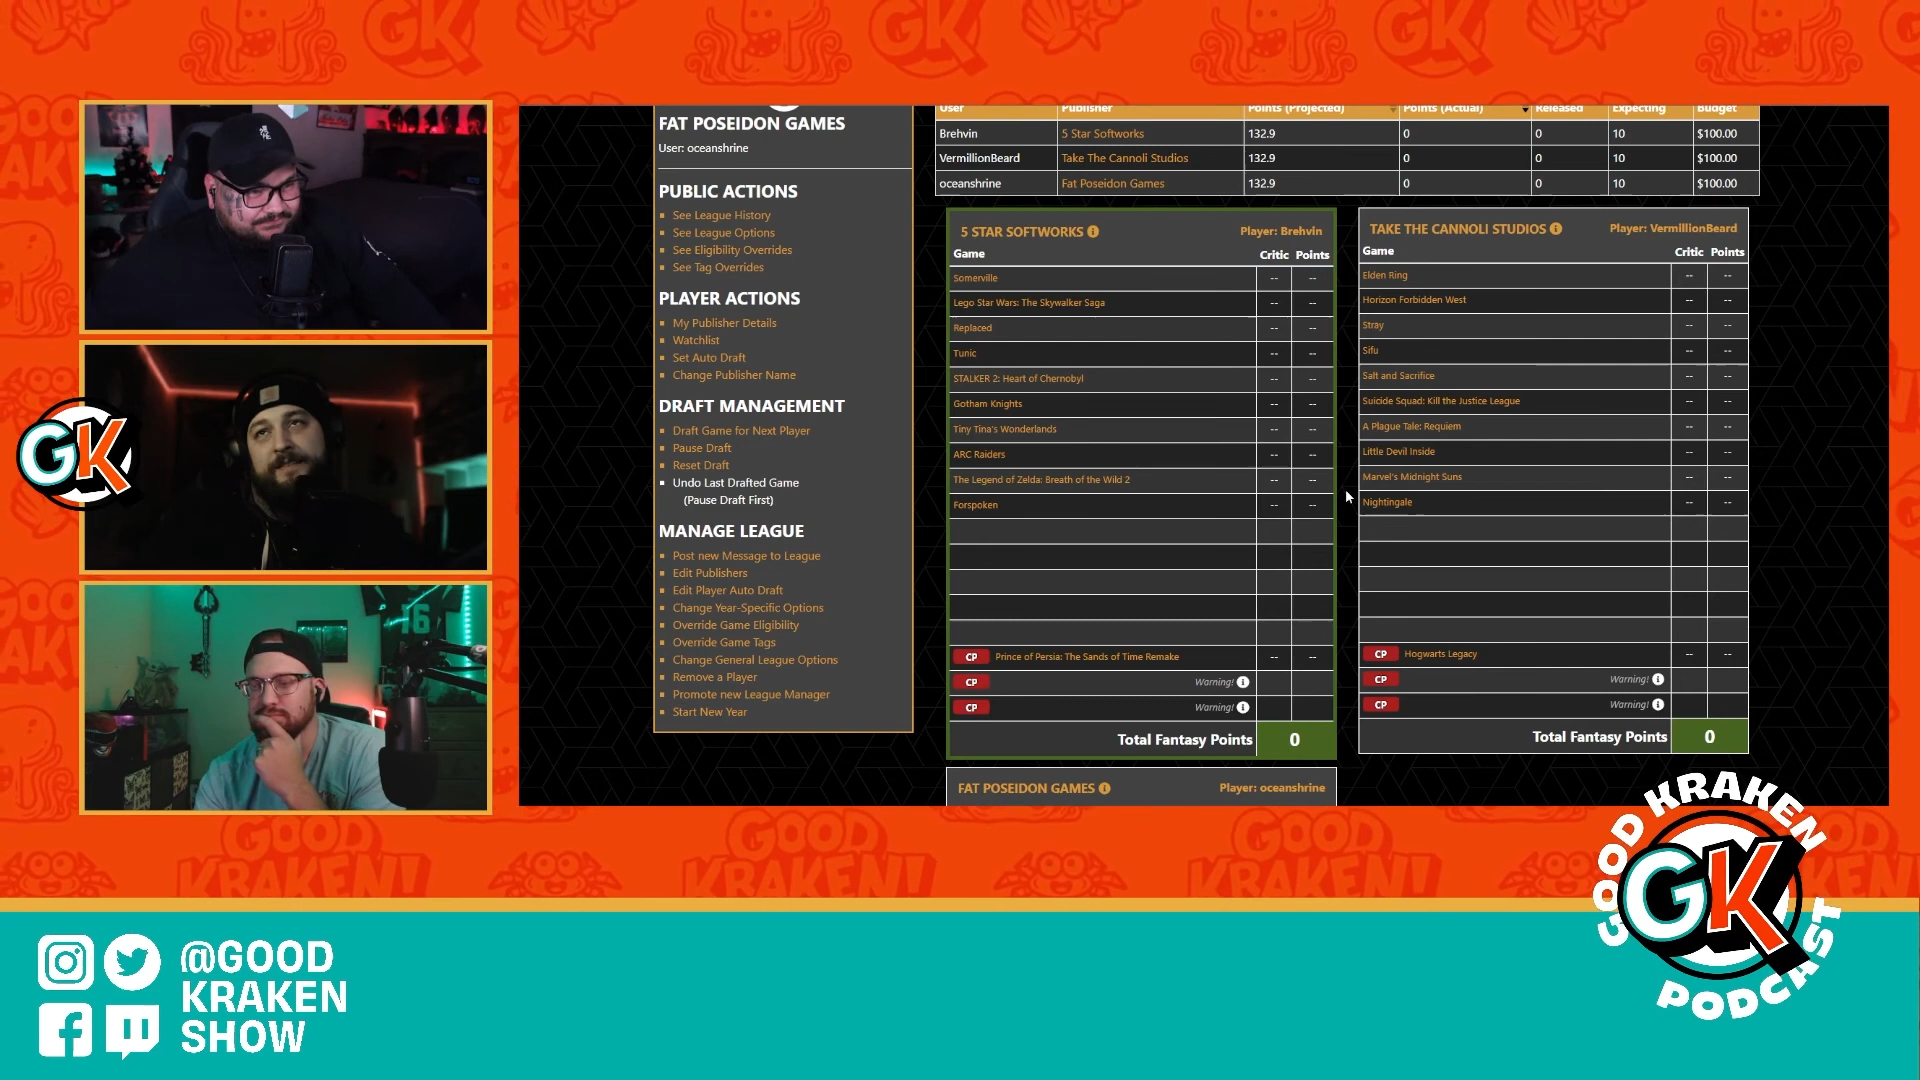 FAT POSEIDON GAMES
User: oceanshrine
PUBLIC ACTIONS
See League History
See League Options
See Eligibility Overrides
See Tag Overrides
PLAYER ACTIONS
My Publisher Details
Watchlist
Set Auto Draft
Change Publisher Name
DRAFT MANAGEMENT
Draft Game for Next Player
Pause Draft
Reset Draft
Undo Last Drafted Game
(Pause Draft First)
MANAGE LEAGUE
Post new Message to League
Edit Publishers
Edit Player Auto Draft
Change Year-Specific Options
Override Game Eligibility
Override Game Tags
Change General League Options
Remove a Player
Promote new League Manager
Start New Year
User Publisher Points (Projected) Points (Actual) Released Expecting Budget
Brehvin 5 Star Softworks 132.9 0 0 10 $100.00
VermillionBeard Take The Cannoli Studios 132.9 0 0 10 $100.00
oceanshrine Fat Poseidon Games 132.9 0 0 10 $100.00
5 STAR SOFTWORKS Player: Brehvin
Game Critic Points
Somerville -- --
Lego Star Wars: The Skywalker Saga -- --
Replaced -- --
Tunic -- --
STALKER 2: Heart of Chernobyl -- --
Gotham Knights -- --
Tiny Tina's Wonderlands -- --
ARC Raiders -- --
The Legend of Zelda: Breath of the Wild 2 -- --
Forspoken -- --
CP Prince of Persia: The Sands of Time Remake -- --
CP Warning!
CP Warning!
Total Fantasy Points 0
TAKE THE CANNOLI STUDIOS Player: VermillionBeard
Game Critic Points
Elden Ring -- --
Horizon Forbidden West -- --
Stray -- --
Sifu -- --
Salt and Sacrifice -- --
Suicide Squad: Kill the Justice League -- --
A Plague Tale: Requiem -- --
Little Devil Inside -- --
Marvel's Midnight Suns -- --
Nightingale -- --
CP Hogwarts Legacy -- --
CP Warning!
CP Warning!
Total Fantasy Points 0
FAT POSEIDON GAMES Player: oceanshrine
GK
16
@GOOD
KRAKEN
SHOW
GOOD KRAKEN
GK
PODCAST
GOOD
KRAKEN!
GOOD
KRAKEN!
GOOD
KRAKEN!